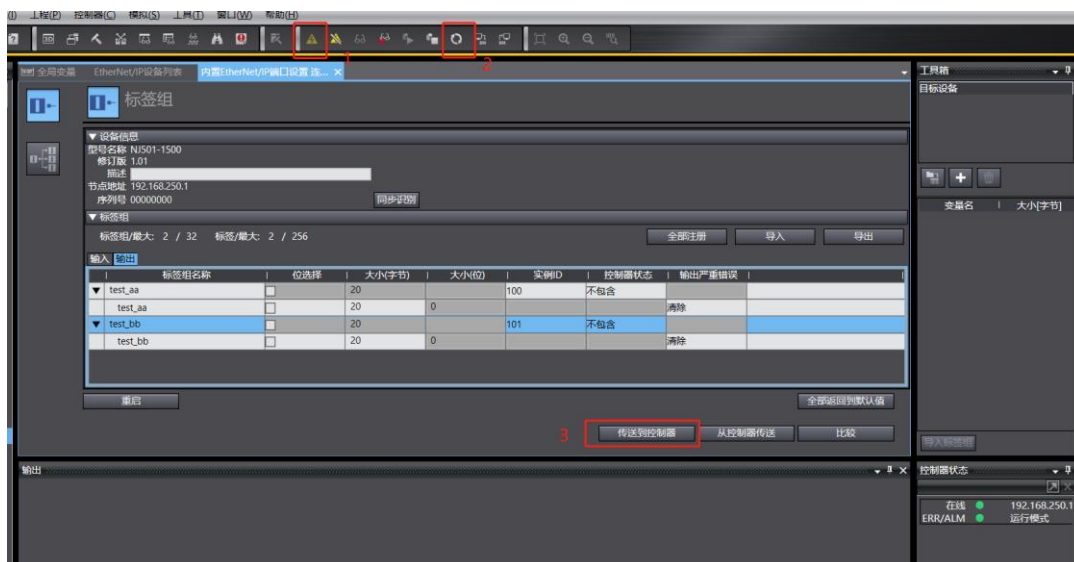 (I) 工程(P) 控制器(C) 模拟(S) 工具(T) 窗口(W) 帮助(H)
1
2
全局变量 EtherNet/IP设备列表 内置EtherNet/IP端口设置 连... ×
工具箱
目标设备
标签组
▼ 设备信息
型号名称 NJ501-1500
修订版 1.01
描述
节点地址 192.168.250.1
序列号 00000000 同步识别
变量名 大小[字节]
▼ 标签组
标签组/最大: 2 / 32 标签/最大: 2 / 256 全部注册 导入 导出
输入 输出
标签组名称 位选择 大小(字节) 大小(位) 实例ID 控制器状态 输出严重错误
▼ test_aa 20 100 不包含
test_aa 20 0 清除
▼ test_bb 20 101 不包含
test_bb 20 0 清除
重启 全部返回到默认值
3 传送到控制器 从控制器传送 比较
导入标签组
输出
控制器状态
在线 192.168.250.1
ERR/ALM 运行模式